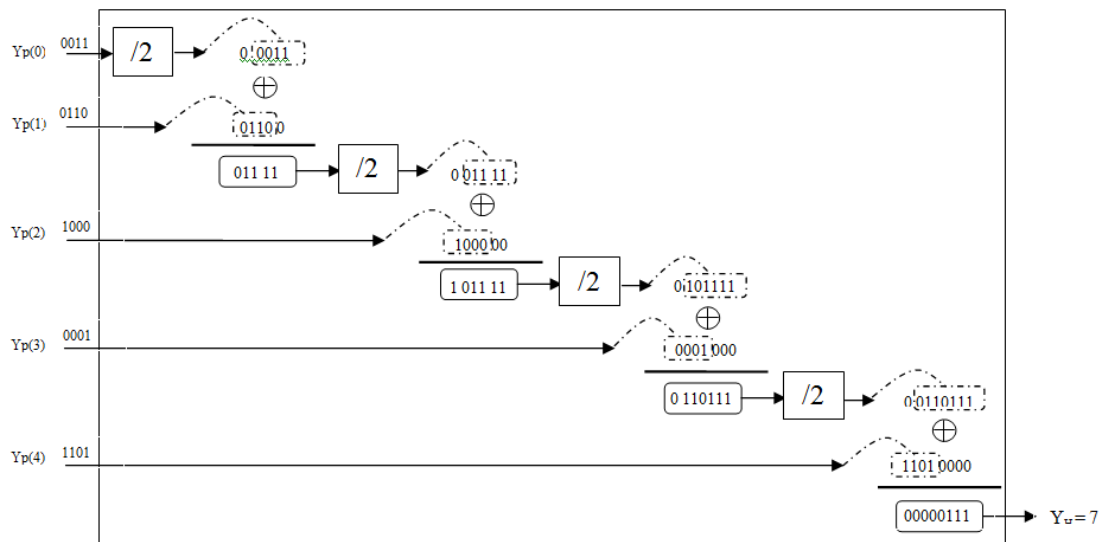 Yp(0) 0011 /2 0 0011
Yp(1) 0110 0110 0
011 11 /2 0 011 11
Yp(2) 1000 1000 00
1 011 11 /2 0 101111
Yp(3) 0001 0001 000
0 110111 /2 0 0110111
Yp(4) 1101 1101 0000
00000111 Yu = 7